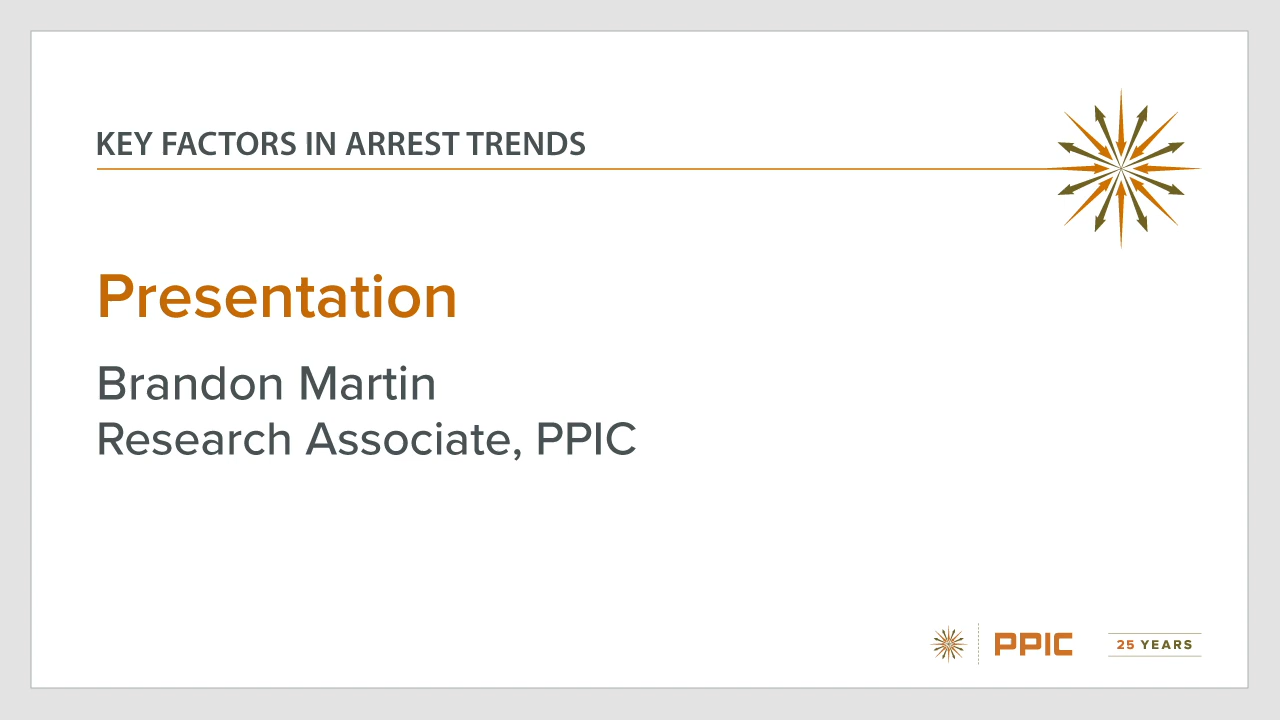 KEY FACTORS IN ARREST TRENDS
Presentation
Brandon Martin
Research Associate, PPIC
PPIC
25 YEARS